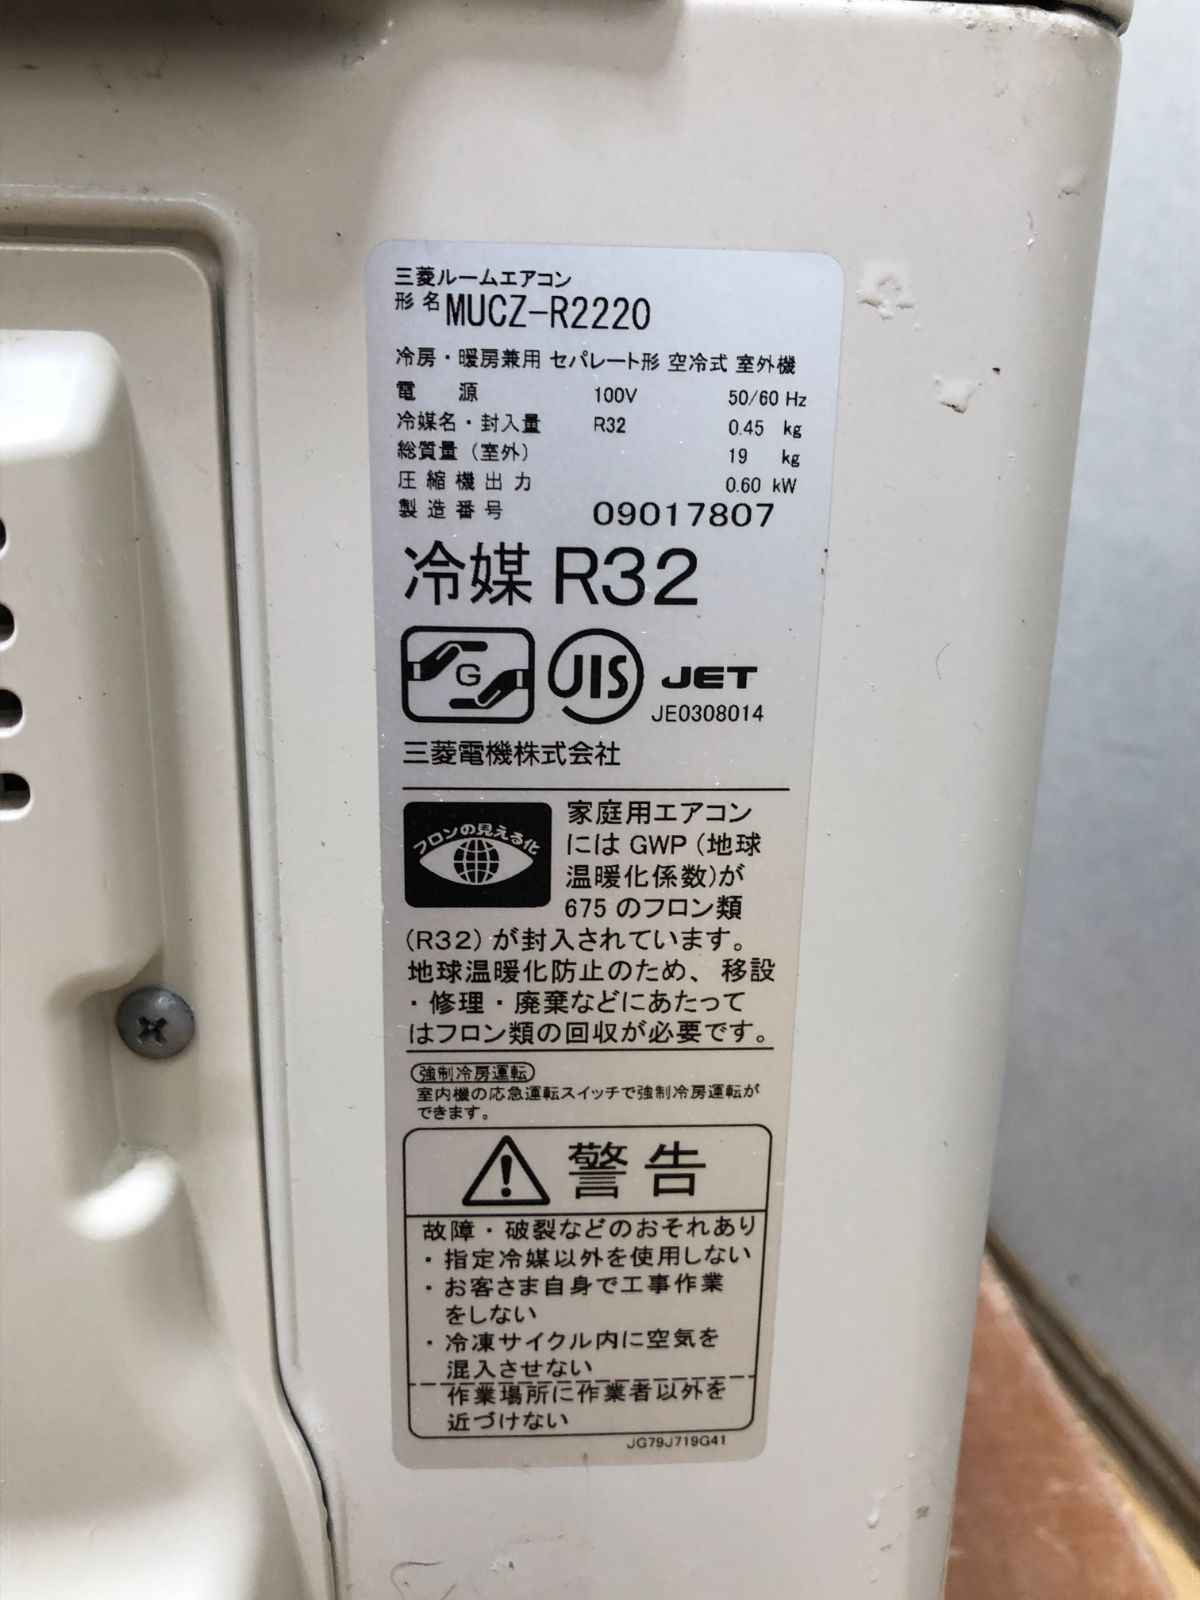 三菱ルームエアコン
形名 MUCZ-R2220
冷房・暖房兼用 セパレート形 空冷式 室外機
電源 100V 50/60 Hz
冷媒名・封入量 R32 0.45 kg
総質量（室外） 19 kg
圧縮機出力 0.60 kW
製造番号 09017807
冷媒 R32
G JIS JET
JE0308014
三菱電機株式会社
フロンの見える化
家庭用エアコン
には GWP (地球
温暖化係数)が
675 のフロン類
(R32) が封入されています。
地球温暖化防止のため、移設
・修理・廃棄などにあたって
はフロン類の回収が必要です。
強制冷房運転
室内機の応急運転スイッチで強制冷房運転が
できます。
警告
故障・破裂などのおそれあり
・指定冷媒以外を使用しない
・お客さま自身で工事作業
をしない
・冷凍サイクル内に空気を
混入させない
作業場所に作業者以外を
近づけない
JG79J719G41